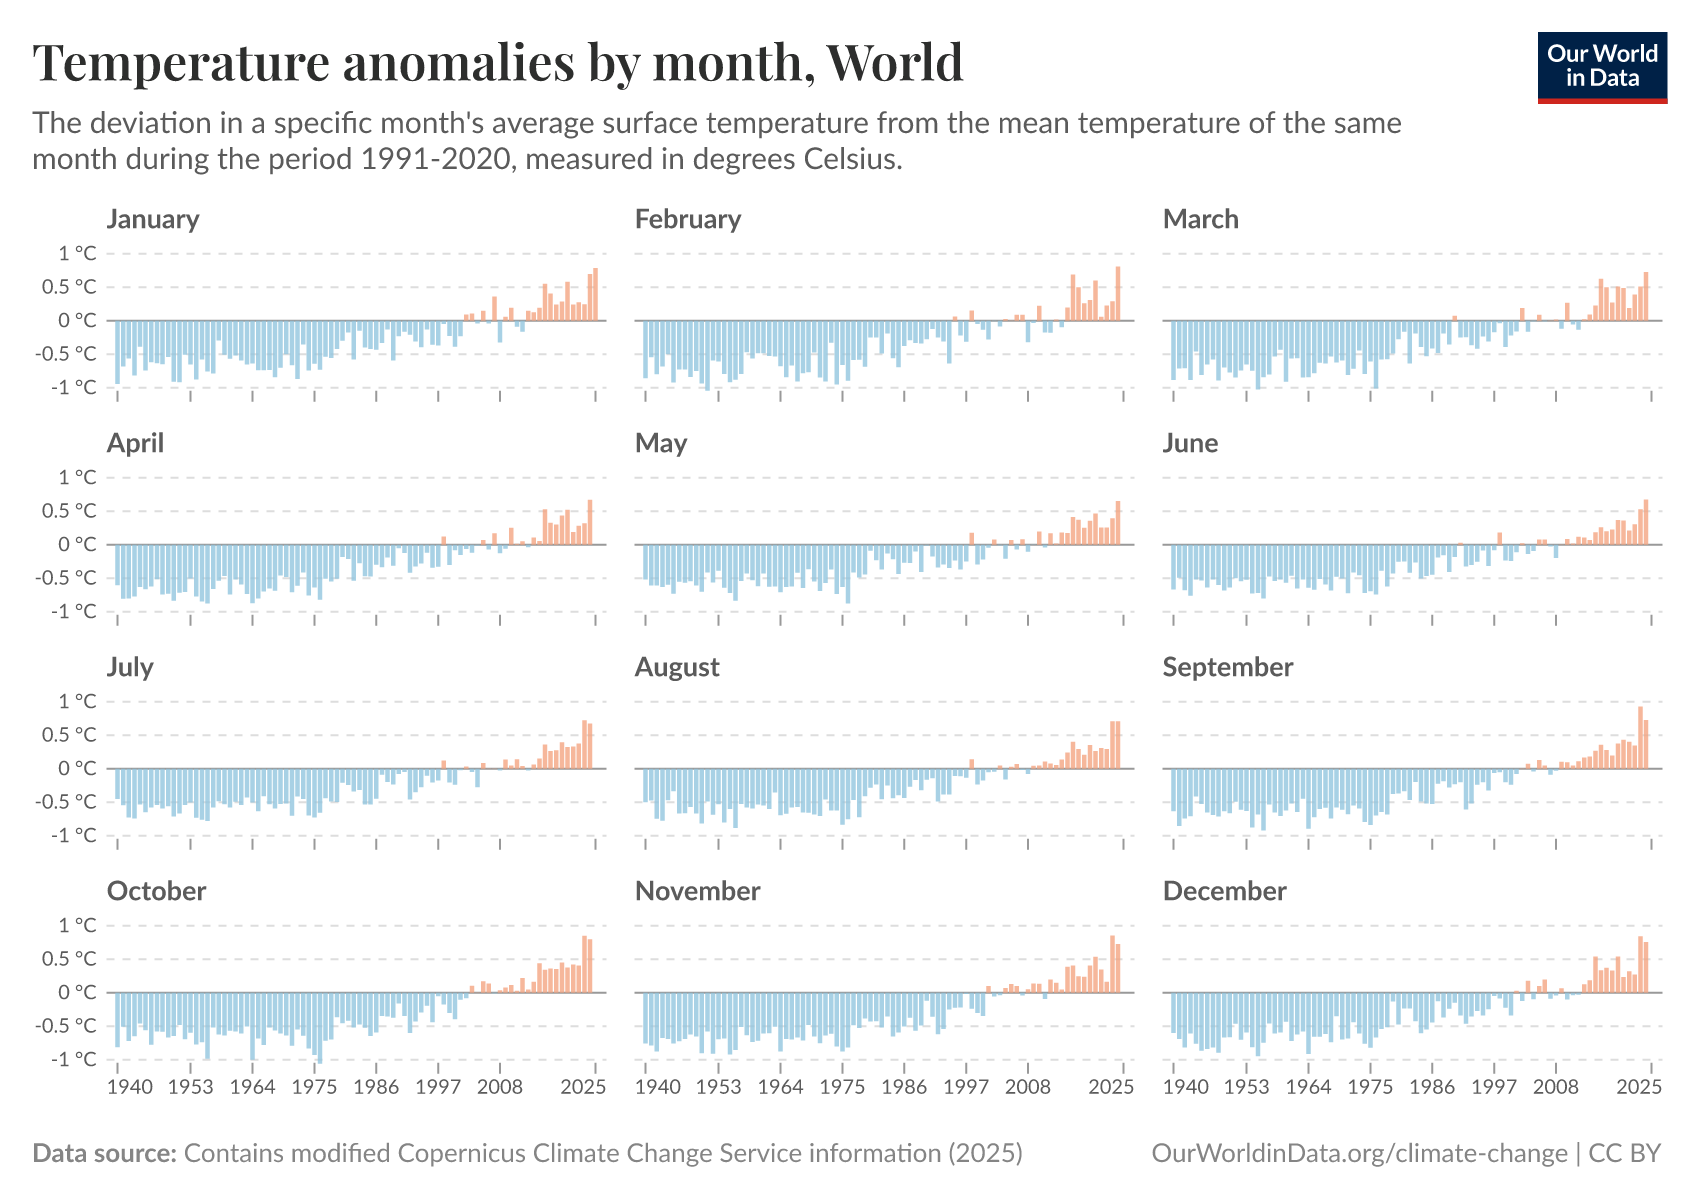 Temperature anomalies by month, World
Our World
in Data
The deviation in a specific month's average surface temperature from the mean temperature of the same
month during the period 1991-2020, measured in degrees Celsius.
January
February
March
1 °C
0.5 °C
0 °C
-0.5 °C
-1 °C
April
May
June
1 °C
0.5 °C
0 °C
-0.5 °C
-1 °C
July
August
September
1 °C
0.5 °C
0 °C
-0.5 °C
-1 °C
October
November
December
1 °C
0.5 °C
0 °C
-0.5 °C
-1 °C
1940 1953 1964 1975 1986 1997 2008 2025
1940 1953 1964 1975 1986 1997 2008 2025
1940 1953 1964 1975 1986 1997 2008 2025
Data source: Contains modified Copernicus Climate Change Service information (2025)
OurWorldinData.org/climate-change | CC BY